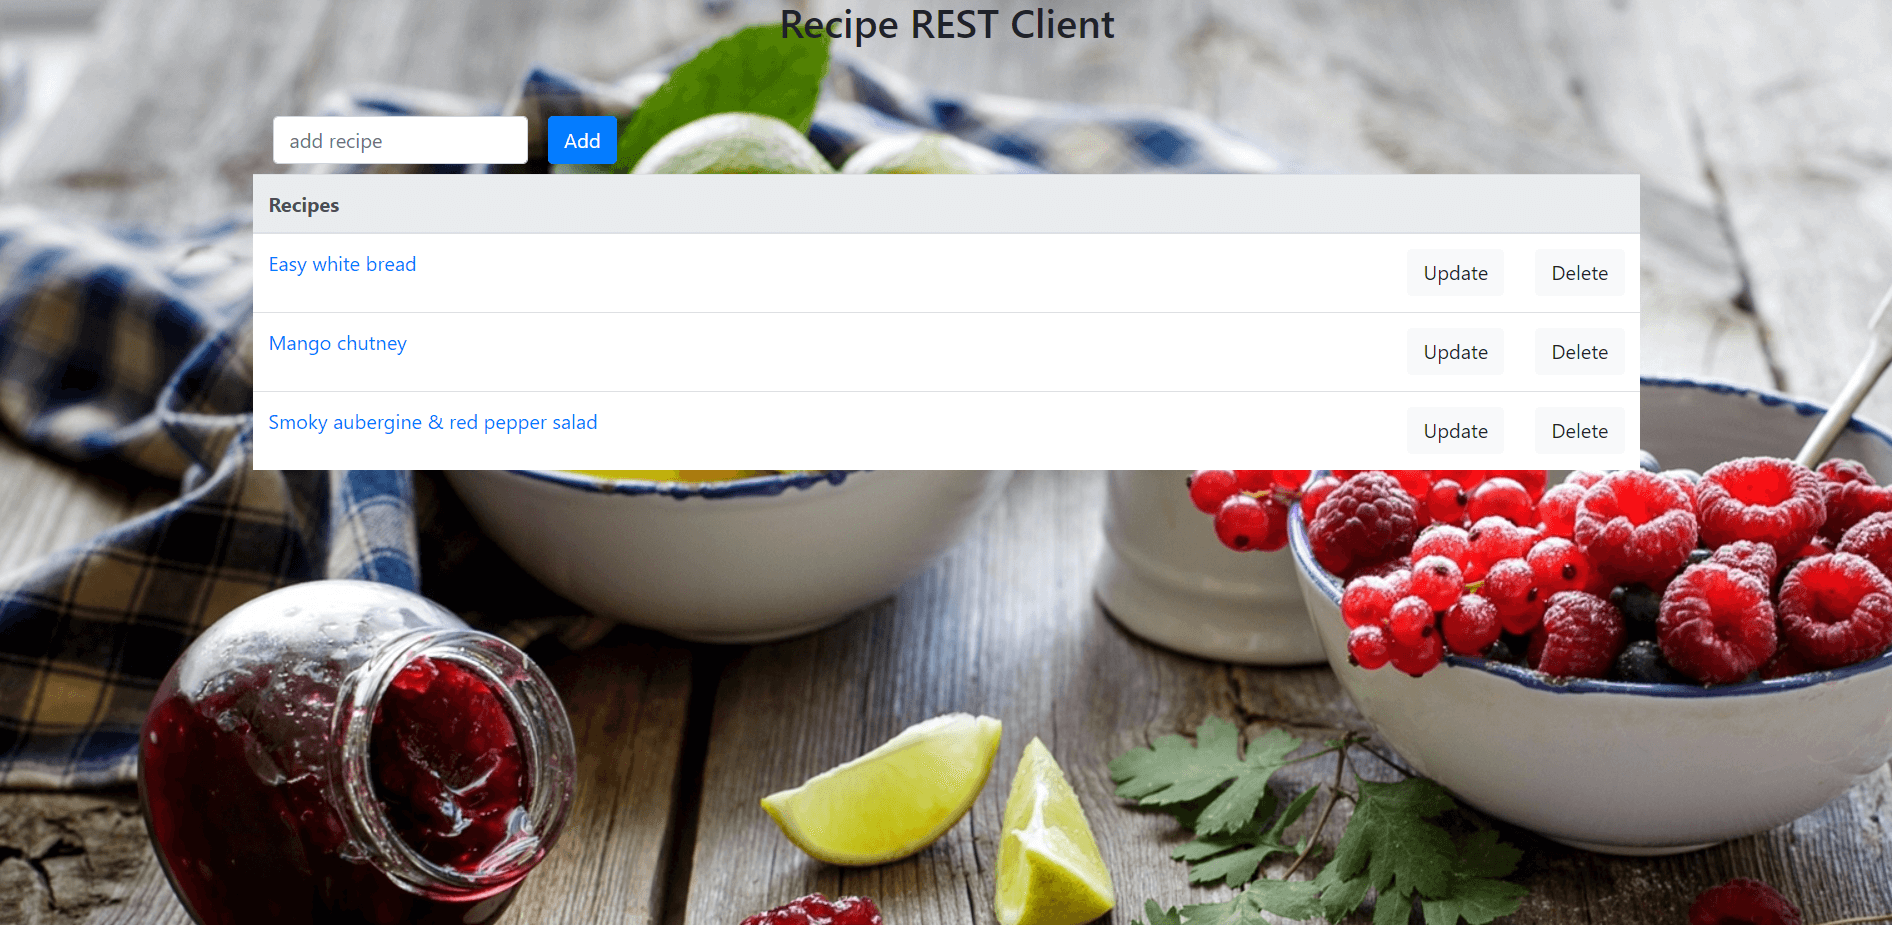 Recipe REST Client
add recipe Add
Recipes
Easy white bread Update Delete
Mango chutney Update Delete
Smoky aubergine & red pepper salad Update Delete